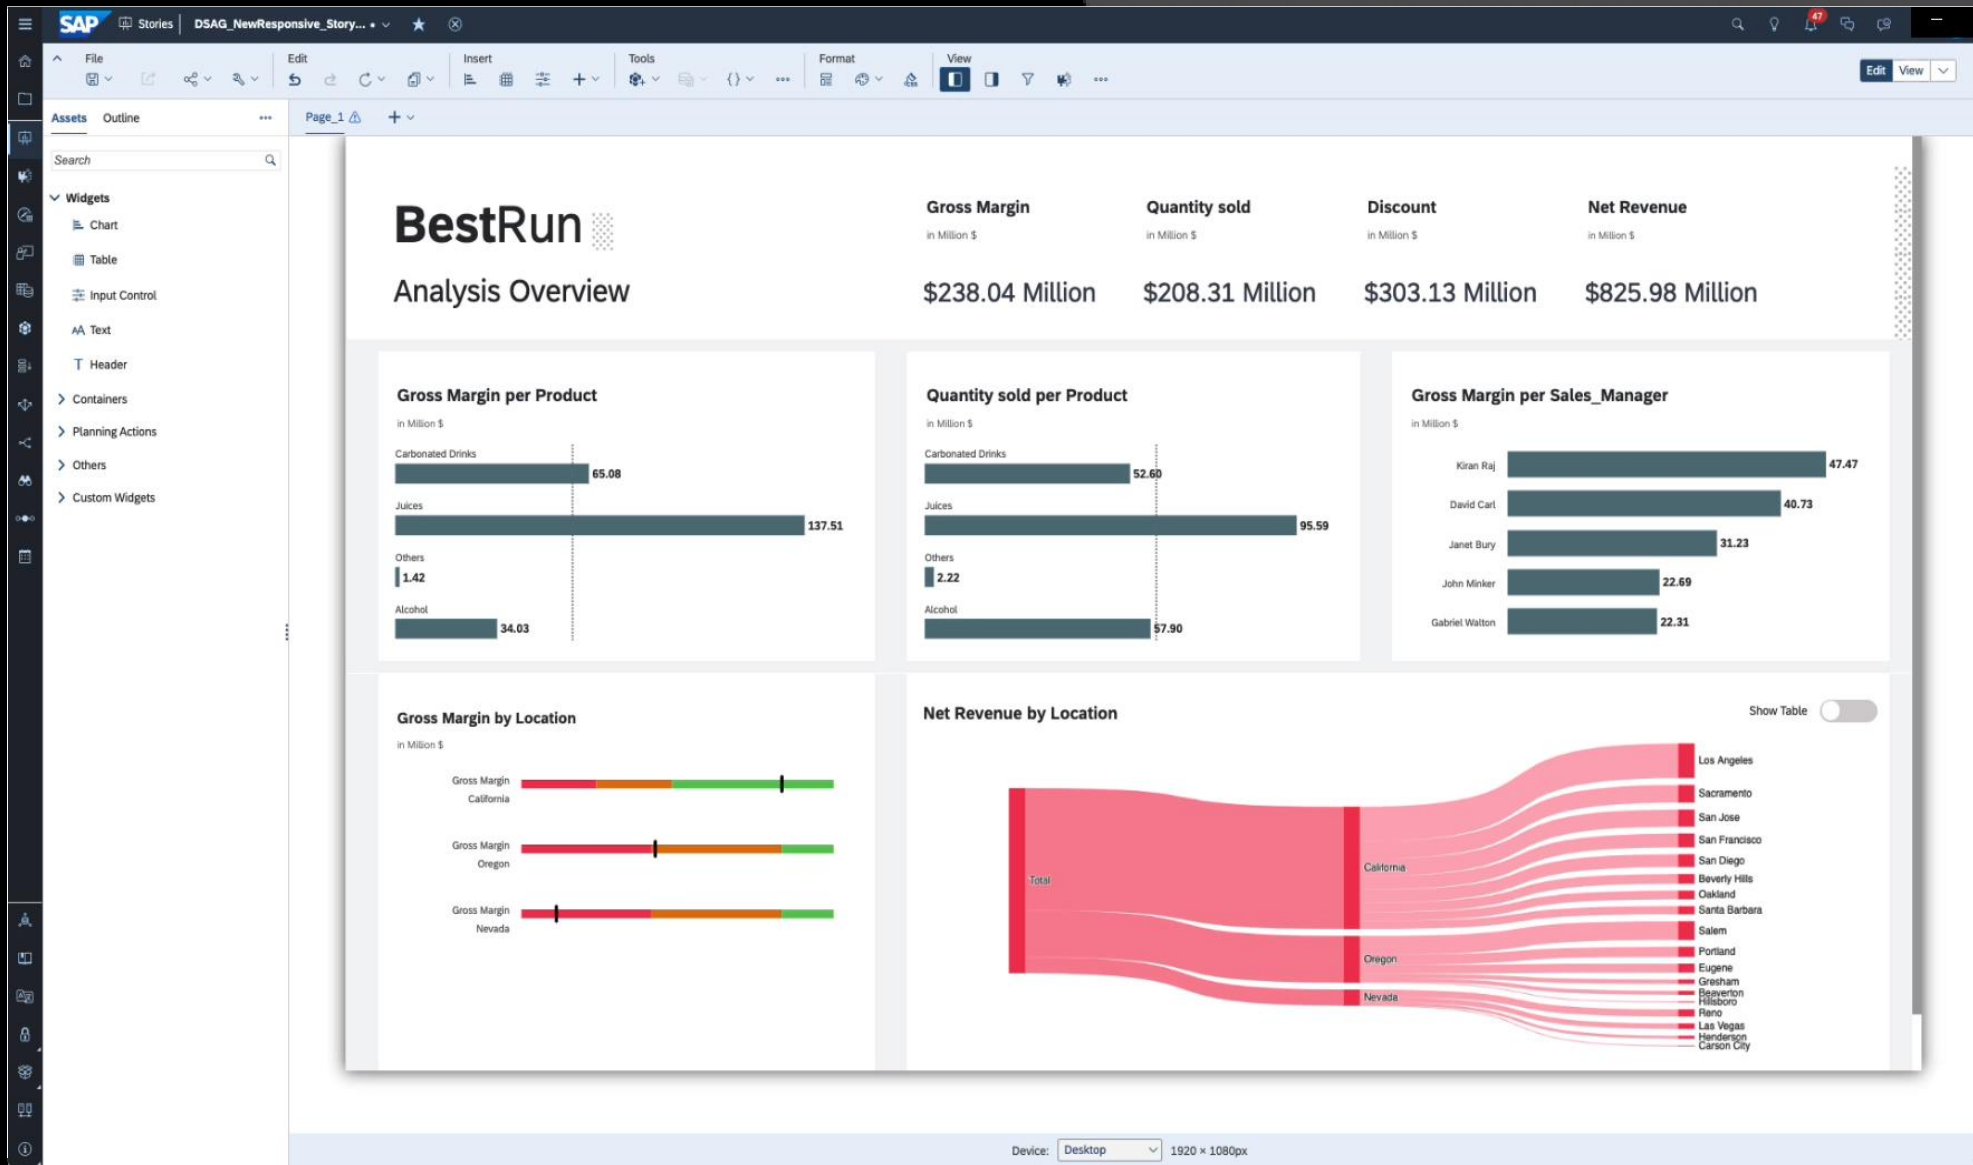 SAP Stories DSAG_NewResponsive_Story... •
47
File Edit Insert Tools Format View
Edit View
Assets Outline
Page_1
Search
Widgets
Chart
Table
Input Control
Text
Header
Containers
Planning Actions
Others
Custom Widgets
BestRun
Analysis Overview
Gross Margin
in Million $
$238.04 Million
Quantity sold
in Million $
$208.31 Million
Discount
in Million $
$303.13 Million
Net Revenue
in Million $
$825.98 Million
Gross Margin per Product
in Million $
Carbonated Drinks
65.08
Juices
137.51
Others
1.42
Alcohol
34.03
Quantity sold per Product
in Million $
Carbonated Drinks
52.60
Juices
95.59
Others
2.22
Alcohol
57.90
Gross Margin per Sales_Manager
in Million $
Kiran Raj 47.47
David Carl 40.73
Janet Bury 31.23
John Minker 22.69
Gabriel Walton 22.31
Gross Margin by Location
in Million $
Gross Margin
California
Gross Margin
Oregon
Gross Margin
Nevada
Net Revenue by Location
Show Table
Total
California
Oregon
Nevada
Los Angeles
Sacramento
San Jose
San Francisco
San Diego
Beverly Hills
Oakland
Santa Barbara
Salem
Portland
Eugene
Gresham
Beaverton
Hillsboro
Reno
Las Vegas
Henderson
Carson City
Device: Desktop 1920 × 1080px